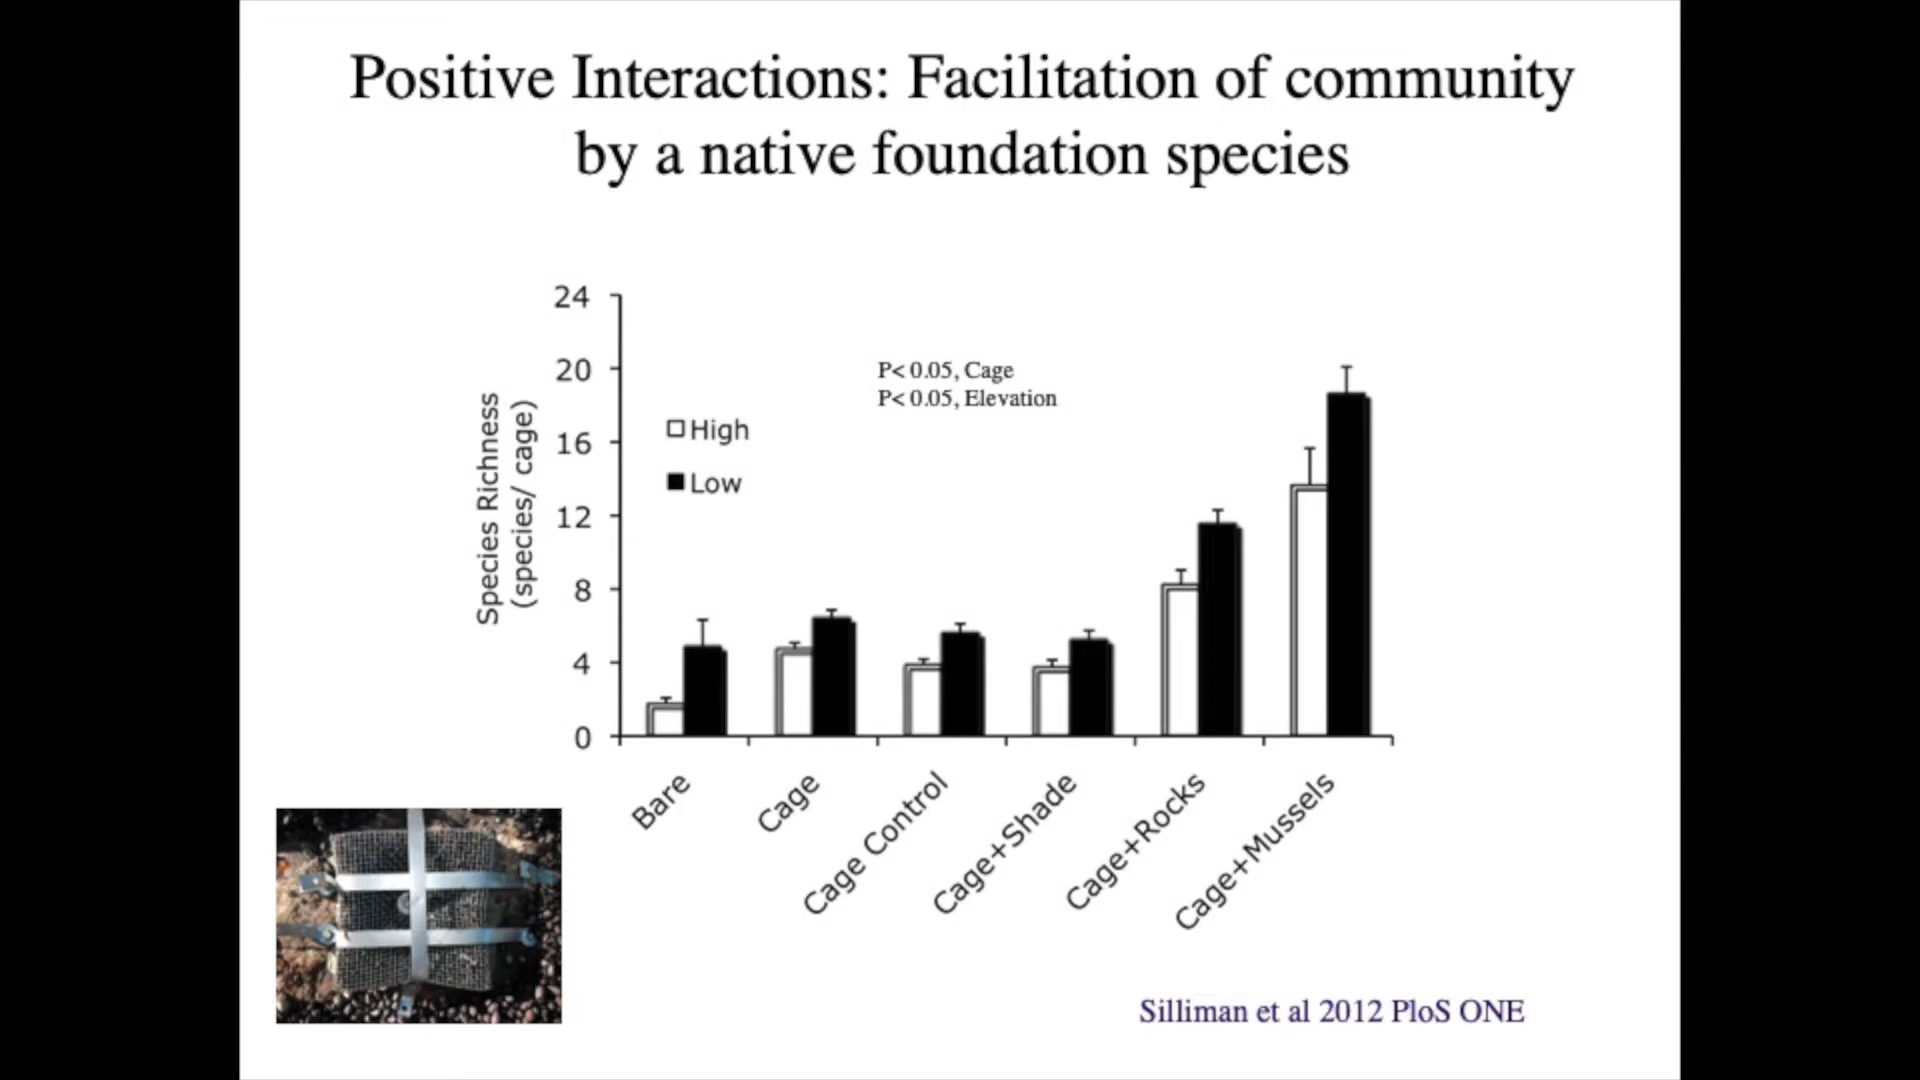 Positive Interactions: Facilitation of community
by a native foundation species
24
20
16
12
8
4
0
Species Richness
(species/ cage)
P< 0.05, Cage
P< 0.05, Elevation
High
Low
Bare
Cage
Cage Control
Cage+Shade
Cage+Rocks
Cage+Mussels
Silliman et al 2012 PloS ONE